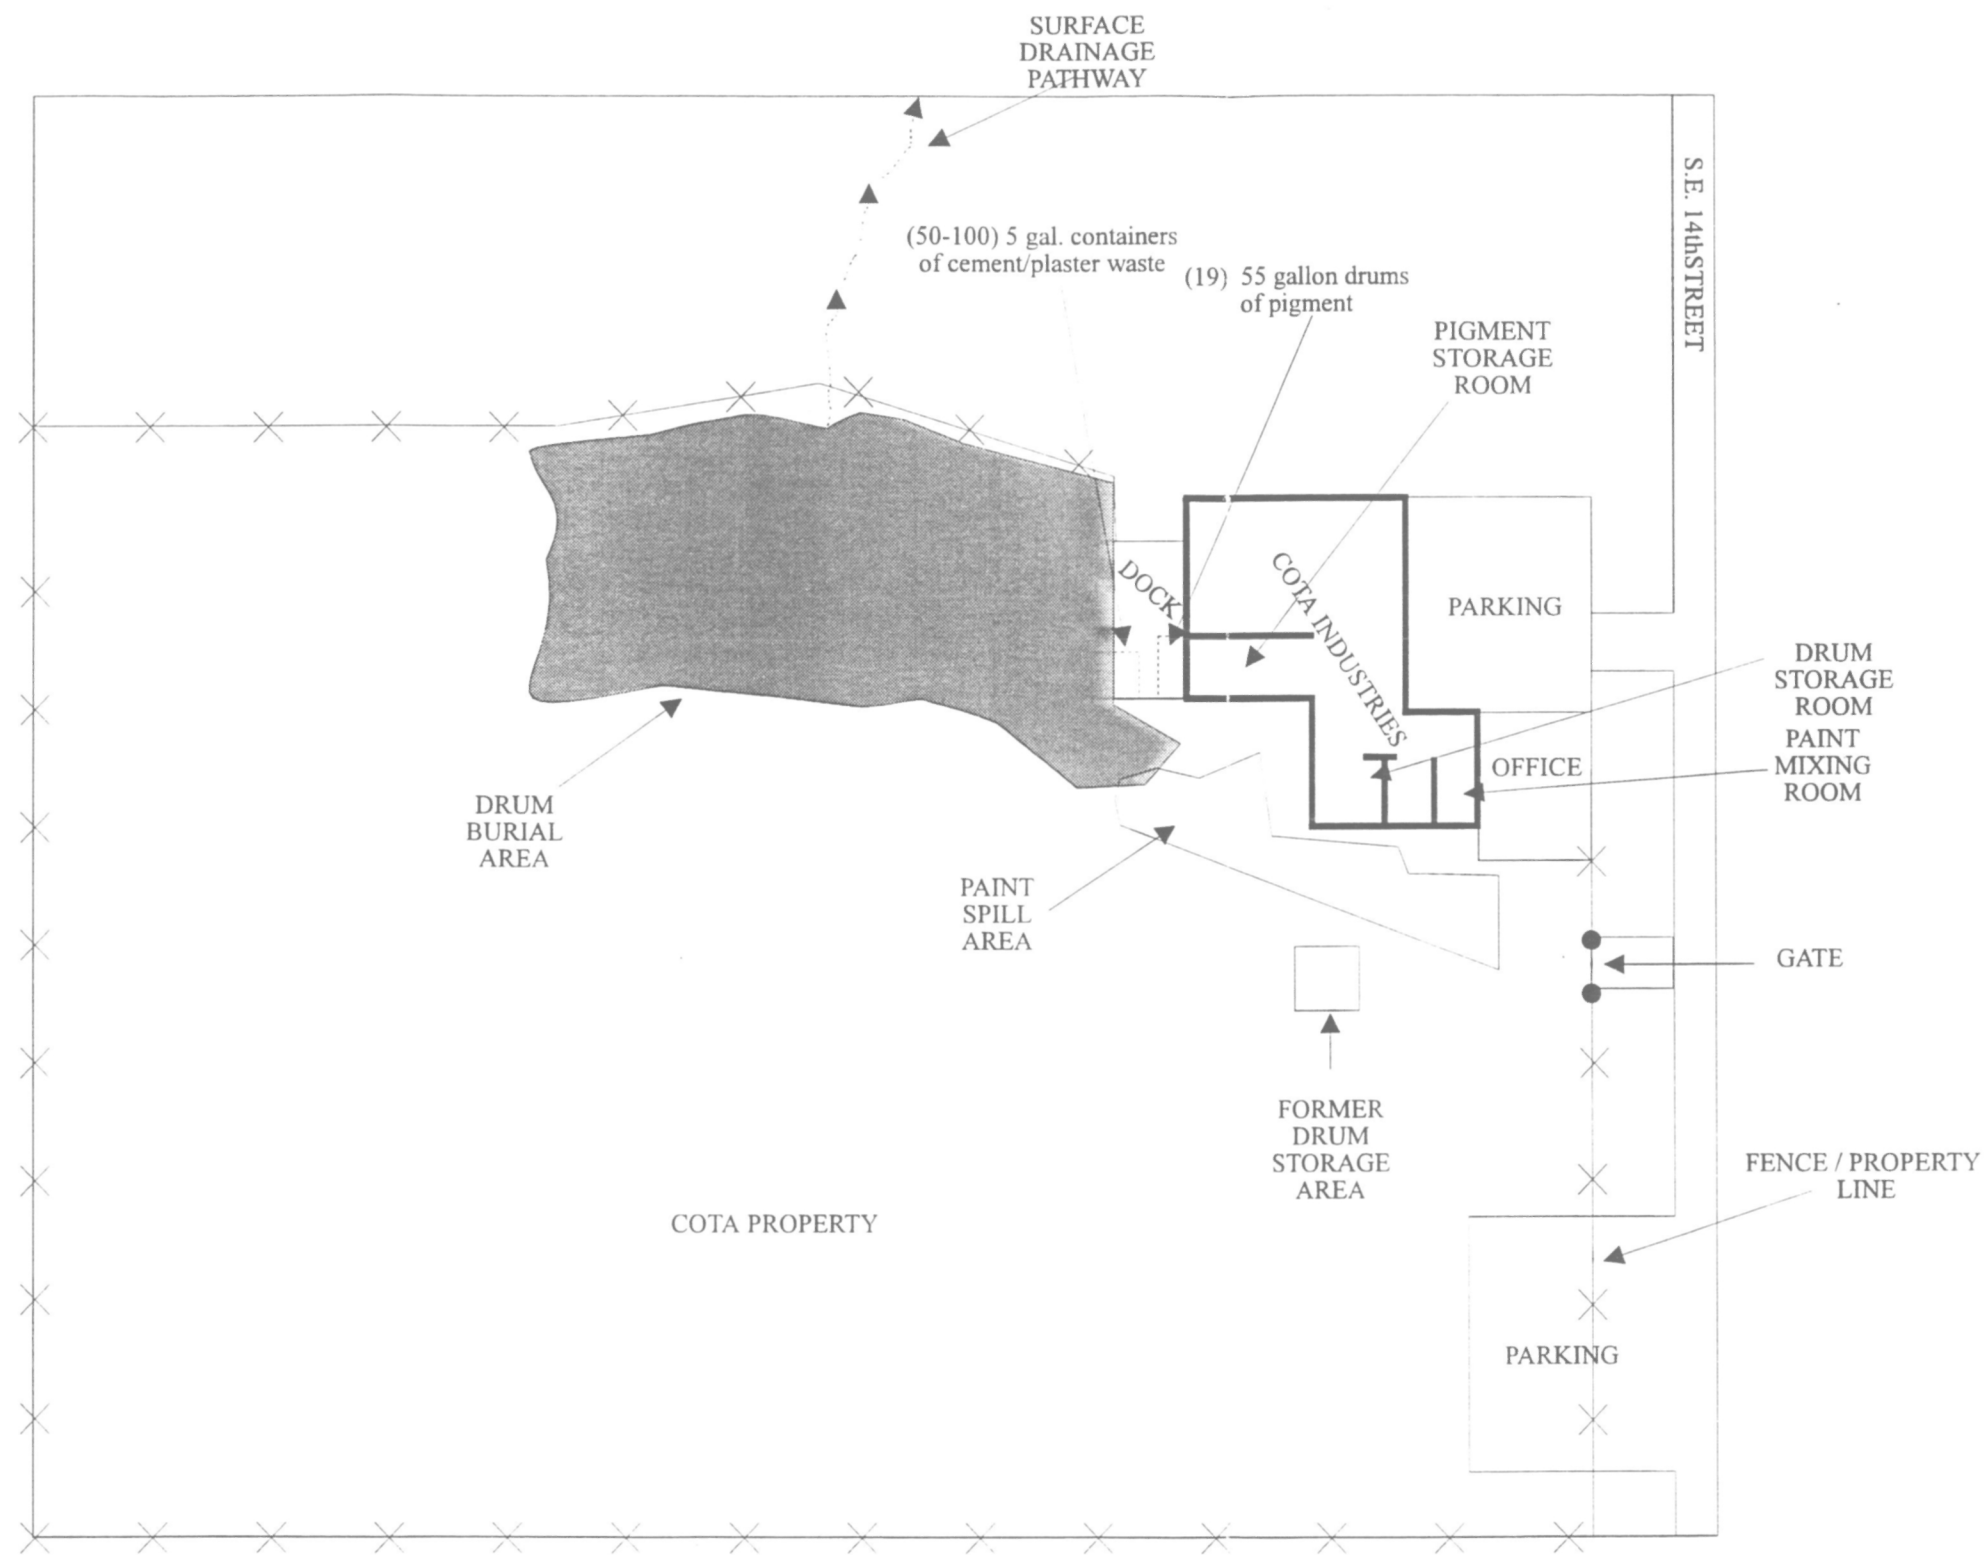 SURFACE
DRAINAGE
PATHWAY
S.E. 14thSTREET
(50-100) 5 gal. containers
of cement/plaster waste
(19) 55 gallon drums
of pigment
PIGMENT
STORAGE
ROOM
DOCK
COTA INDUSTRIES
PARKING
DRUM
STORAGE
ROOM
PAINT
MIXING
ROOM
OFFICE
DRUM
BURIAL
AREA
PAINT
SPILL
AREA
GATE
FORMER
DRUM
STORAGE
AREA
FENCE / PROPERTY
LINE
COTA PROPERTY
PARKING